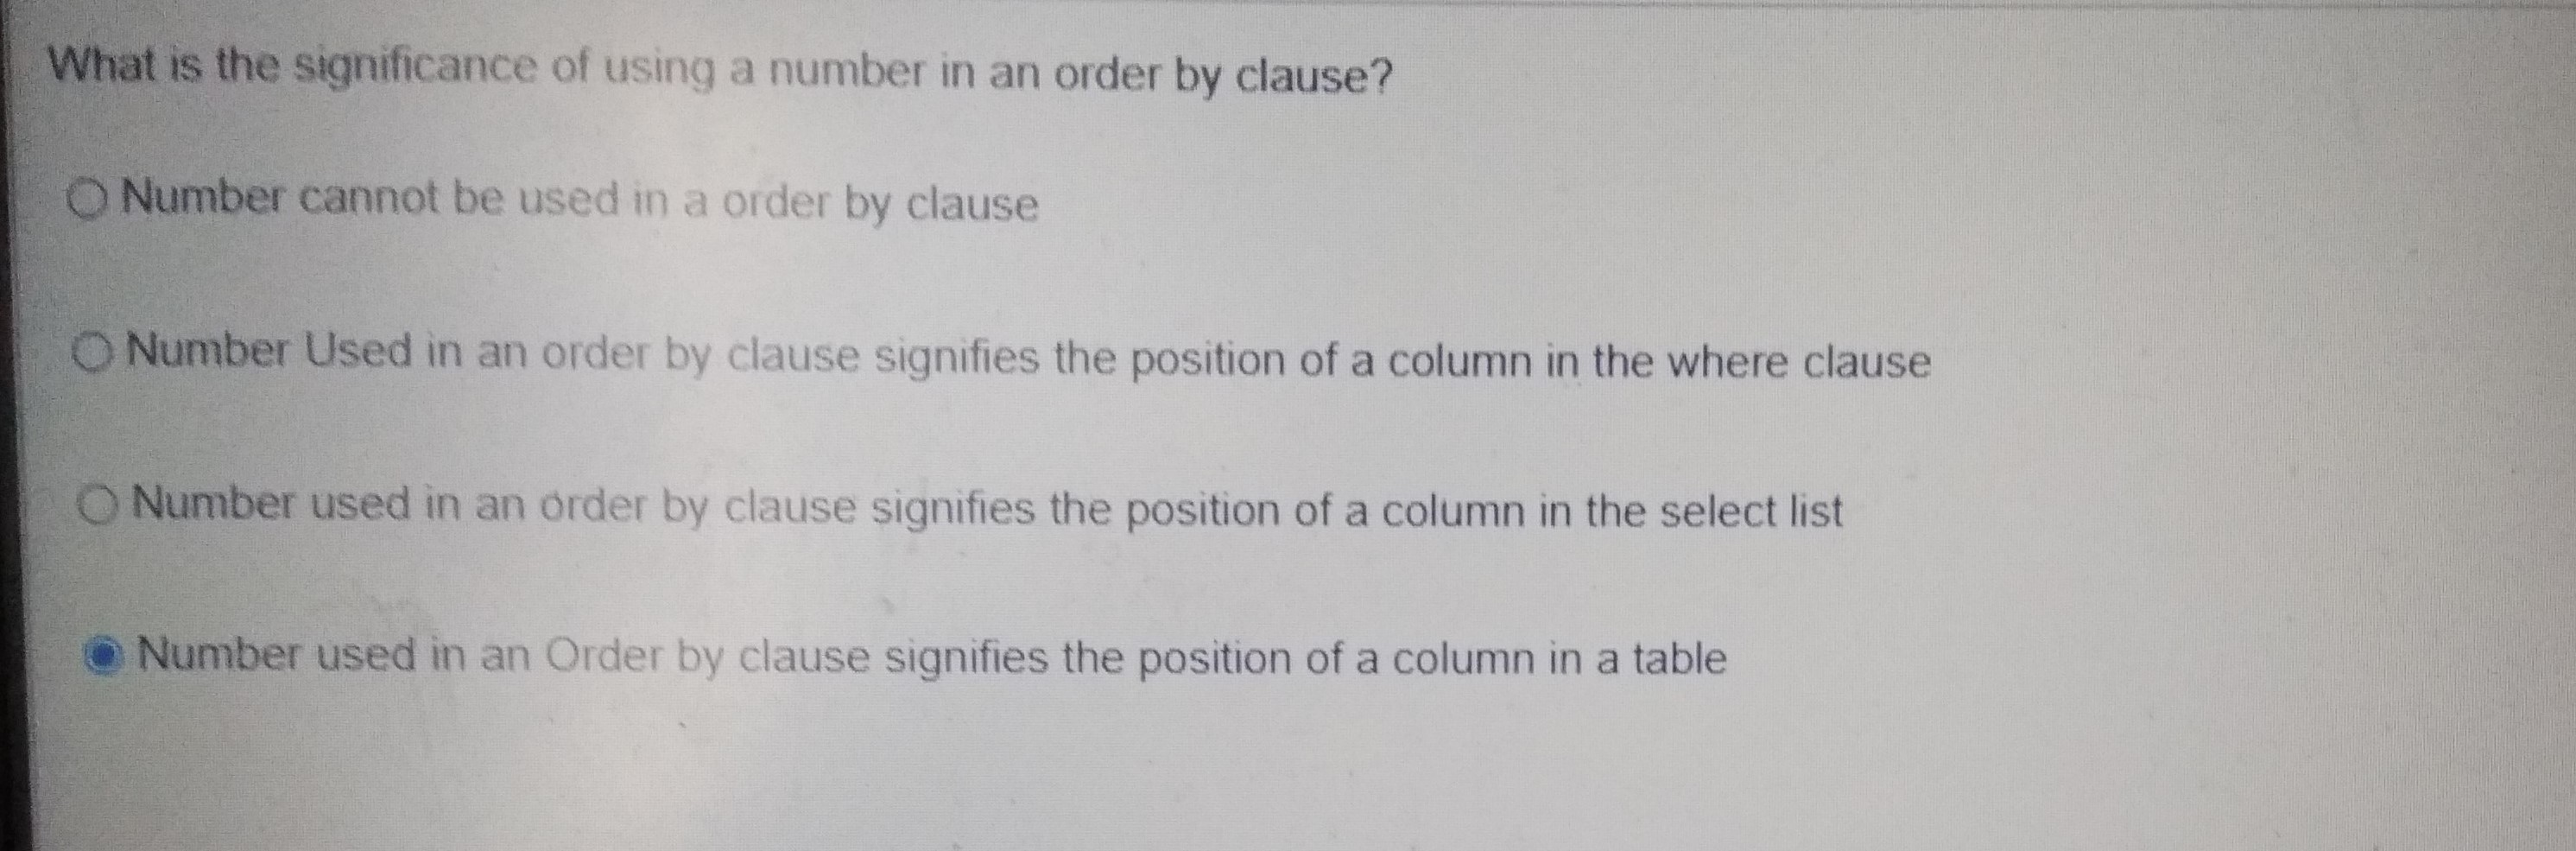 What is the significance of using a number in an order by clause?
Number cannot be used in a order by clause
Number Used in an order by clause signifies the position of a column in the where clause
Number used in an order by clause signifies the position of a column in the select list
Number used in an Order by clause signifies the position of a column in a table